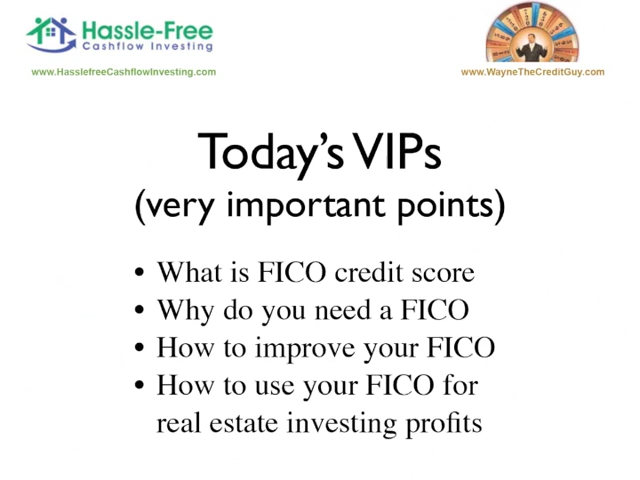 Hassle-Free
Cashflow Investing
www.HasslefreeCashflowInvesting.com
www.WayneTheCreditGuy.com
Today's VIPs
(very important points)
• What is FICO credit score
• Why do you need a FICO
• How to improve your FICO
• How to use your FICO for
real estate investing profits